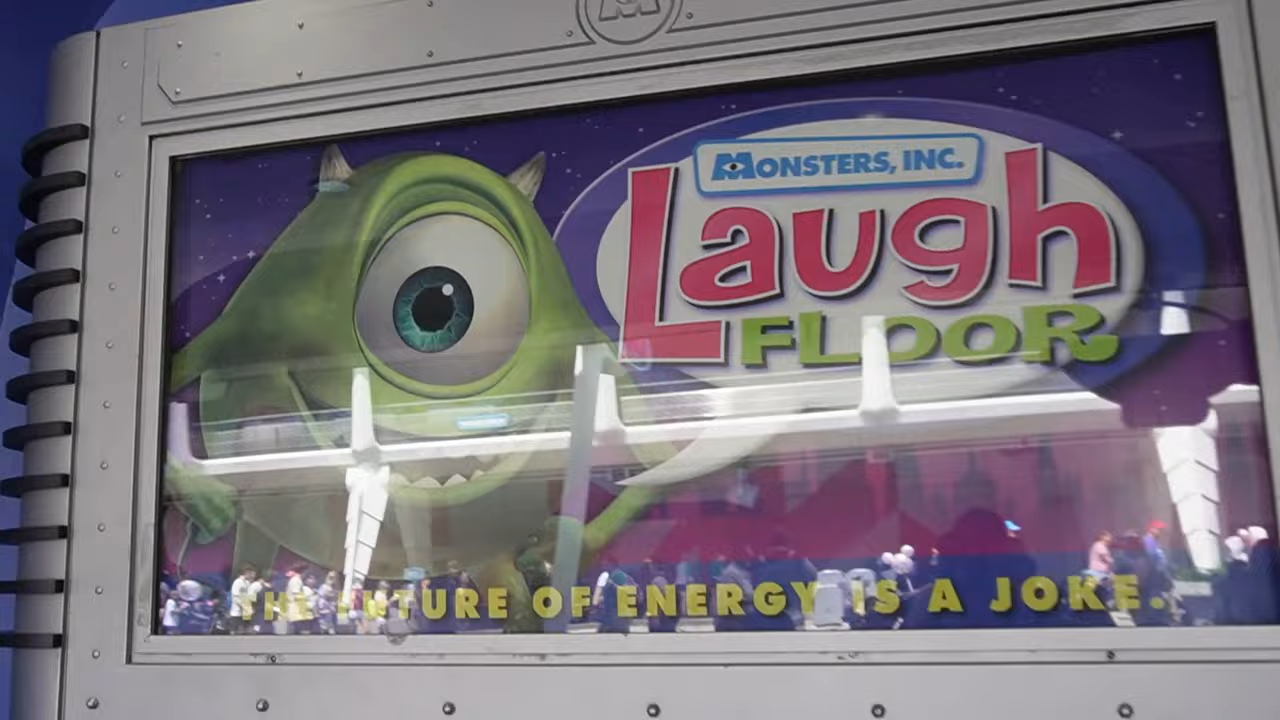 MONSTERS, INC.
Laugh
FLOOR
THE FUTURE OF ENERGY IS A JOKE.